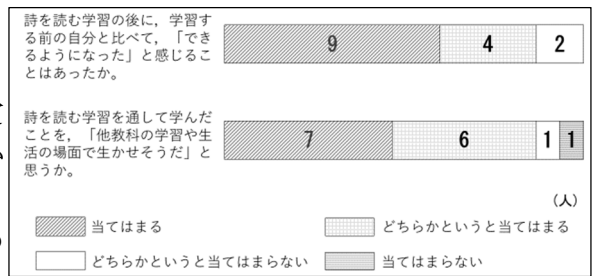 詩を読む学習の後に，学習す
る前の自分と比べて，「でき
るようになった」と感じるこ
とはあったか。
9 4 2
詩を読む学習を通して学んだ
ことを，「他教科の学習や生
活の場面で生かせそうだ」と
思うか。
7 6 1 1
（人）
当てはまる どちらかというと当てはまる
どちらかというと当てはまらない 当てはまらない